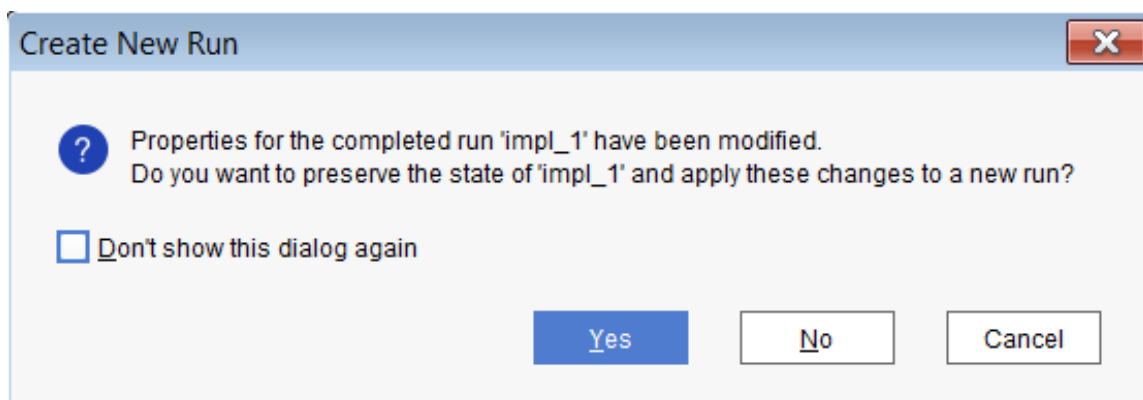 Create New Run
Properties for the completed run 'impl_1' have been modified.
Do you want to preserve the state of 'impl_1' and apply these changes to a new run?
Don't show this dialog again
Yes No Cancel